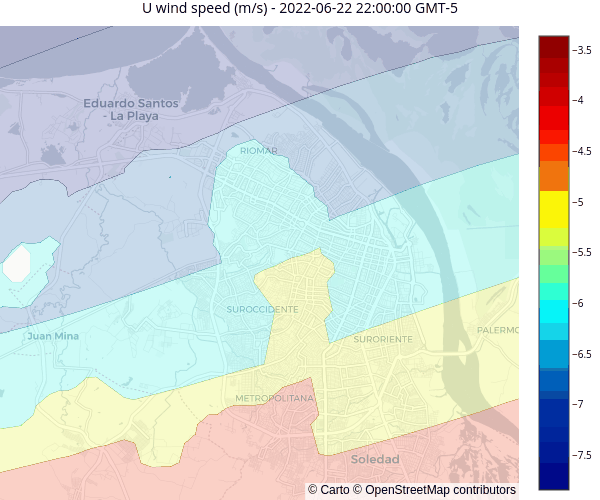 U wind speed (m/s) - 2022-06-22 22:00:00 GMT-5
Eduardo Santos
- La Playa
RIOMAR
SUROCCIDENTE
Juan Mina
SURORIENTE
PALERMO
METROPOLITANA
Soledad
© Carto © OpenStreetMap contributors
−3.5
−4
−4.5
−5
−5.5
−6
−6.5
−7
−7.5